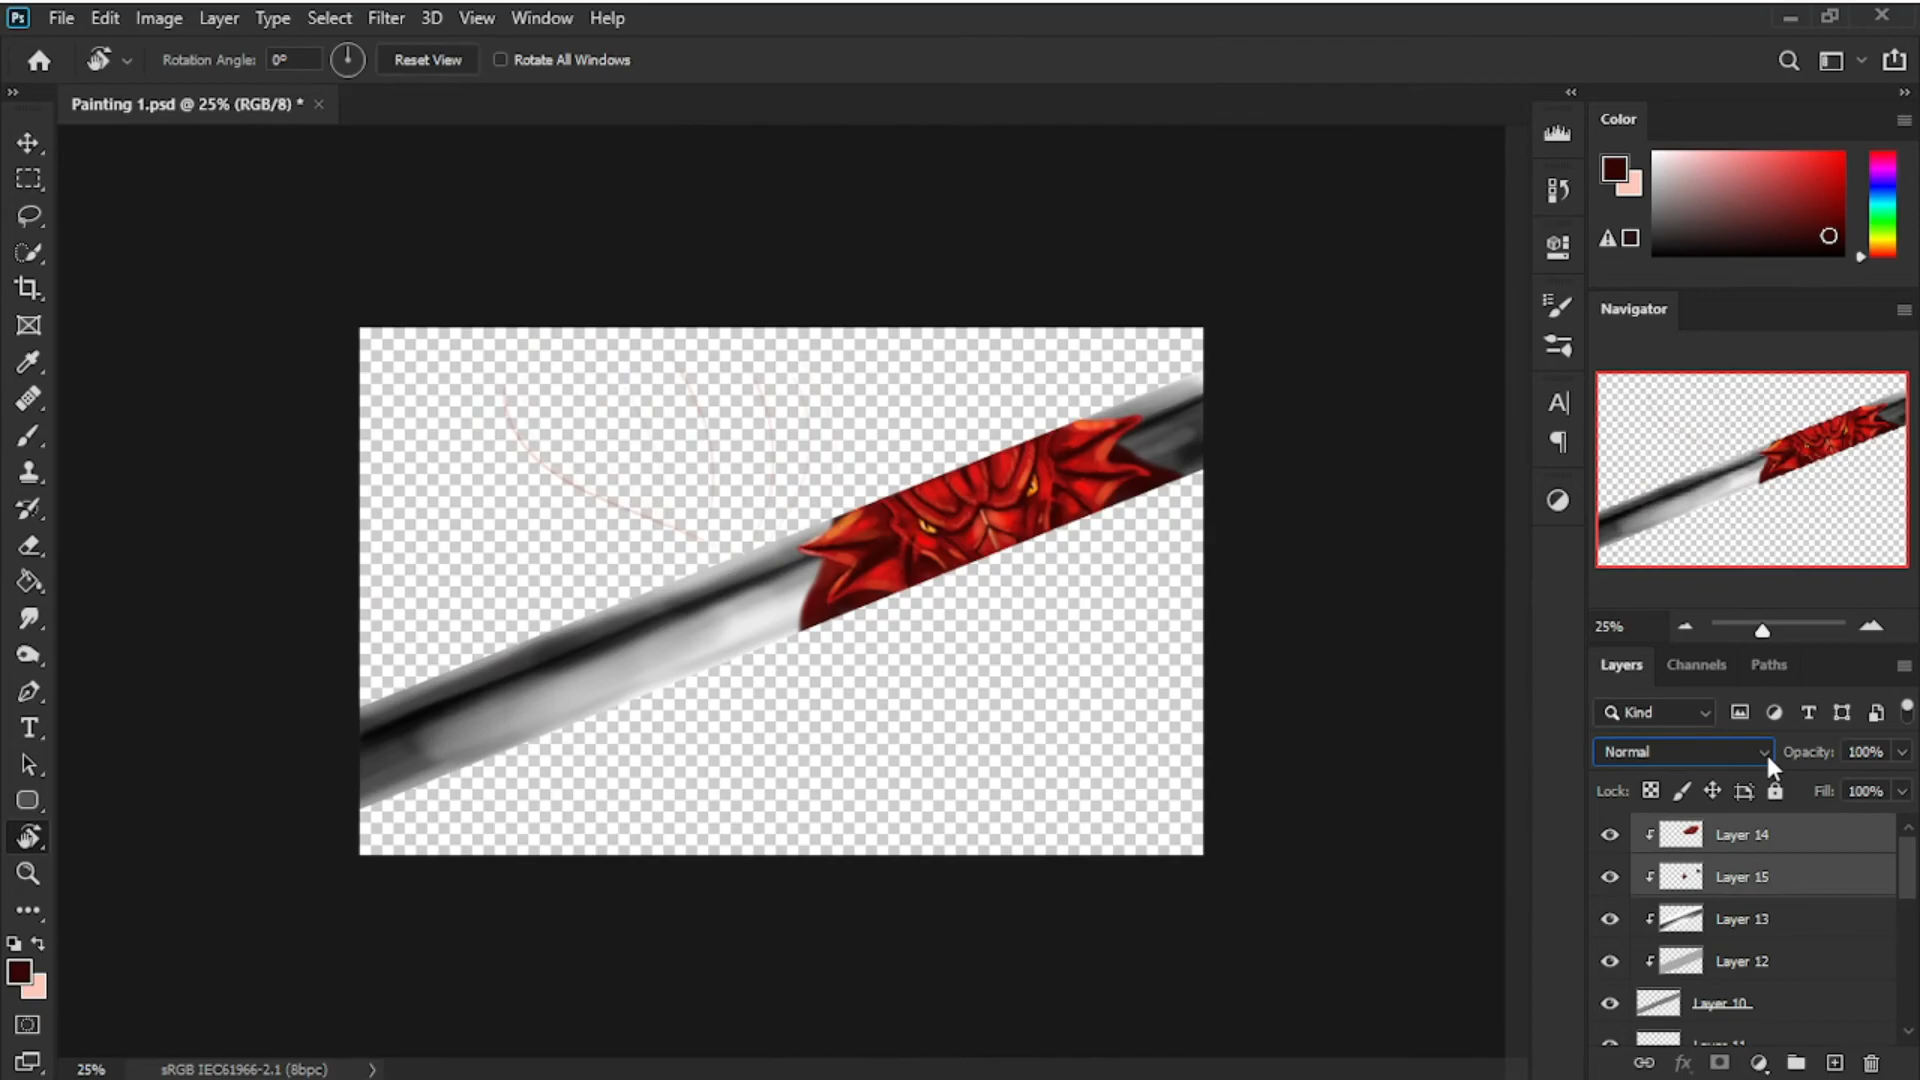 Ps File Edit Image Layer Type Select Filter 3D View Window Help
Rotation Angle: 0° Reset View Rotate All Windows
Painting 1.psd @ 25% (RGB/8) *
Color
Navigator
25%
Layers Channels Paths
Kind
Normal Opacity: 100%
Lock: Fill: 100%
Layer 14
Layer 15
Layer 13
Layer 12
Layer 10
25% sRGB IEC61966-2.1 (8bpc)